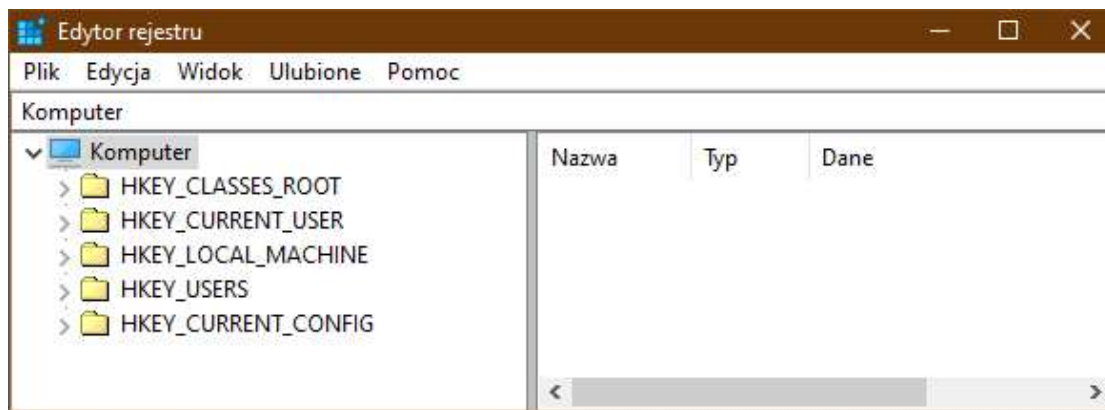 Edytor rejestru
Plik Edycja Widok Ulubione Pomoc
Komputer
Komputer
HKEY_CLASSES_ROOT
HKEY_CURRENT_USER
HKEY_LOCAL_MACHINE
HKEY_USERS
HKEY_CURRENT_CONFIG
Nazwa Typ Dane